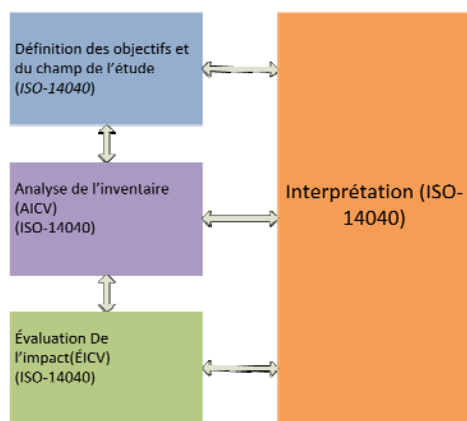 Définition des objectifs et
du champ de l'étude
(ISO-14040)
Analyse de l'inventaire
(AICV)
(ISO-14040)
Évaluation De
l'impact(ÉICV)
(ISO-14040)
Interprétation (ISO-
14040)